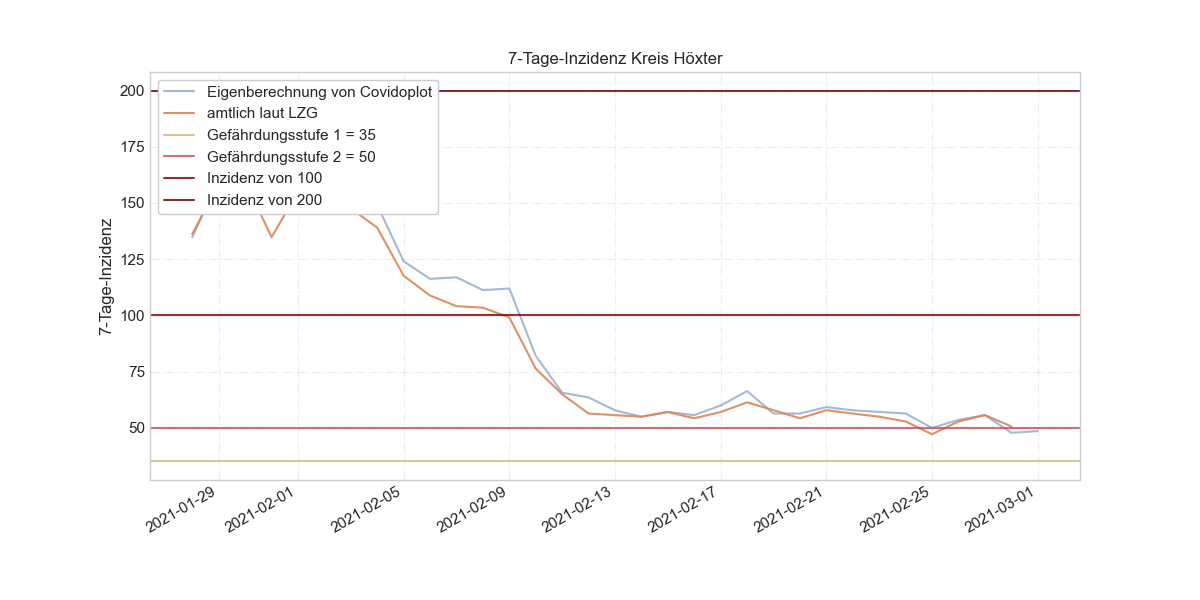 7-Tage-Inzidenz Kreis Höxter
Eigenberechnung von Covidoplot
amtlich laut LZG
Gefährdungsstufe 1 = 35
Gefährdungsstufe 2 = 50
Inzidenz von 100
Inzidenz von 200
7-Tage-Inzidenz
200
175
150
125
100
75
50
2021-01-29
2021-02-01
2021-02-05
2021-02-09
2021-02-13
2021-02-17
2021-02-21
2021-02-25
2021-03-01